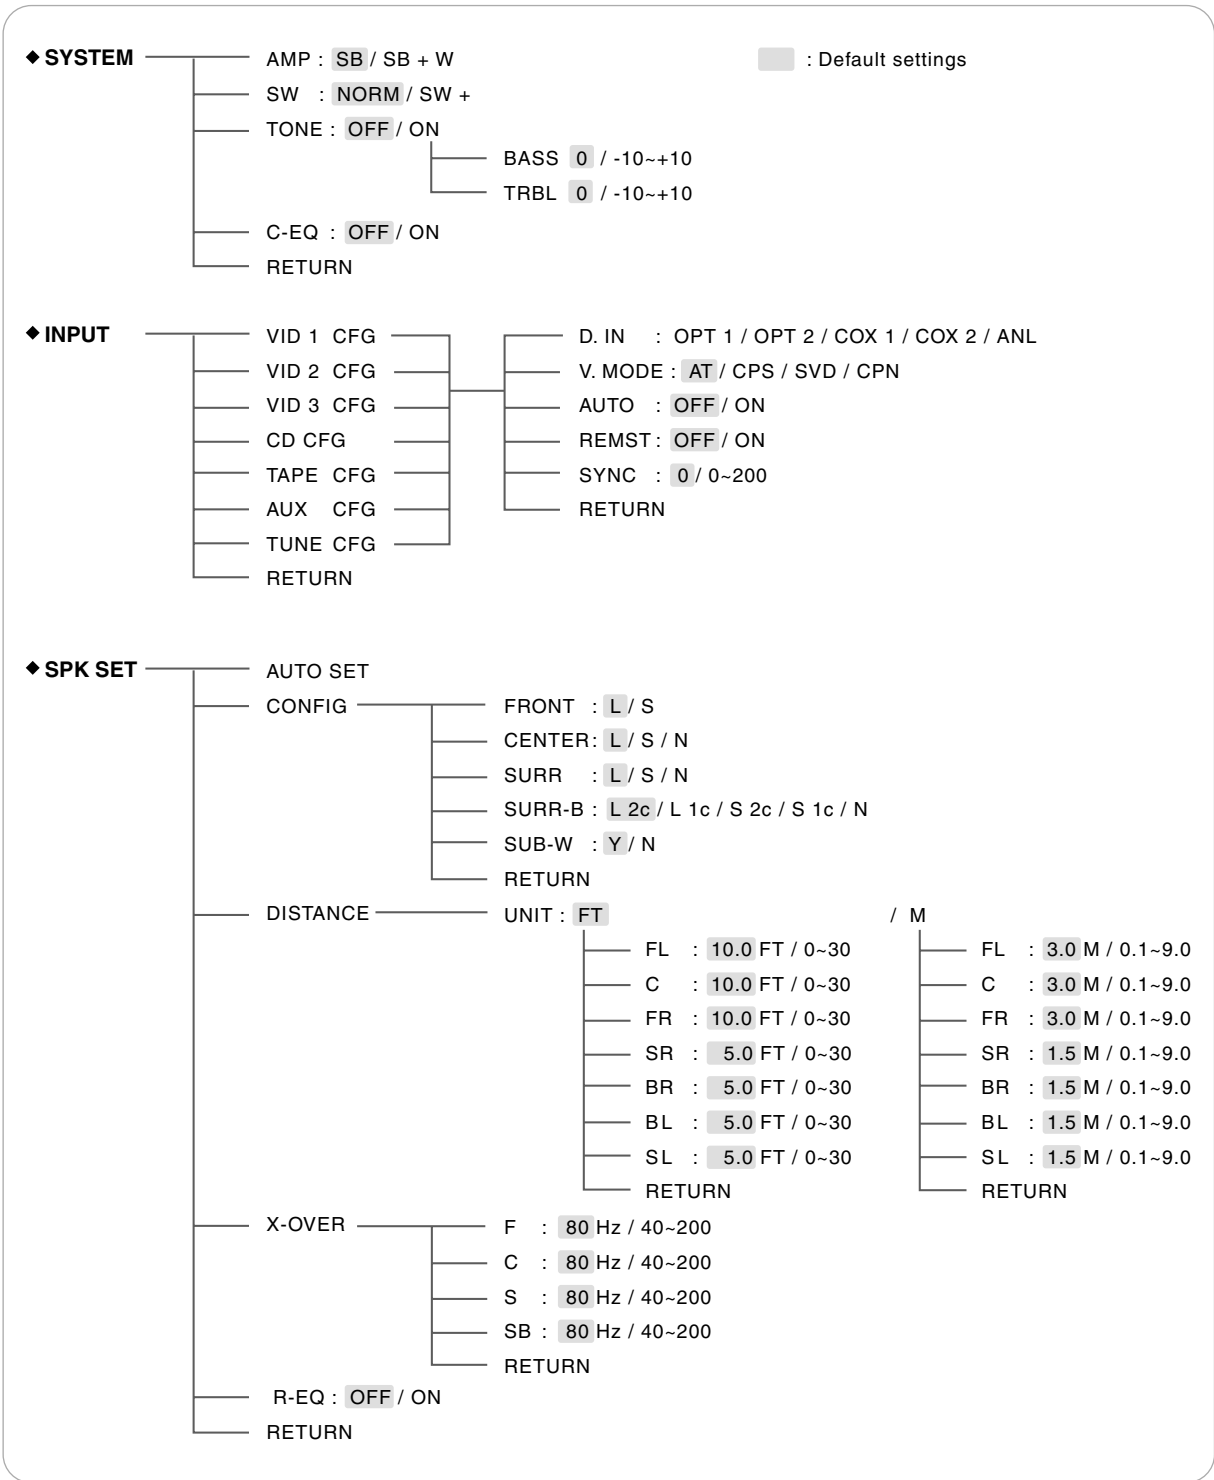 ◆ SYSTEM AMP : SB / SB + W : Default settings
SW : NORM / SW +
TONE : OFF / ON
BASS 0 / -10~+10
TRBL 0 / -10~+10
C-EQ : OFF / ON
RETURN
◆ INPUT VID 1 CFG D. IN : OPT 1 / OPT 2 / COX 1 / COX 2 / ANL
VID 2 CFG V. MODE : AT / CPS / SVD / CPN
VID 3 CFG AUTO : OFF / ON
CD CFG REMST : OFF / ON
TAPE CFG SYNC : 0 / 0~200
AUX CFG RETURN
TUNE CFG
RETURN
◆ SPK SET AUTO SET
CONFIG FRONT : L / S
CENTER : L / S / N
SURR : L / S / N
SURR-B : L 2c / L 1c / S 2c / S 1c / N
SUB-W : Y / N
RETURN
DISTANCE UNIT : FT / M
FL : 10.0 FT / 0~30 FL : 3.0 M / 0.1~9.0
C : 10.0 FT / 0~30 C : 3.0 M / 0.1~9.0
FR : 10.0 FT / 0~30 FR : 3.0 M / 0.1~9.0
SR : 5.0 FT / 0~30 SR : 1.5 M / 0.1~9.0
BR : 5.0 FT / 0~30 BR : 1.5 M / 0.1~9.0
BL : 5.0 FT / 0~30 BL : 1.5 M / 0.1~9.0
SL : 5.0 FT / 0~30 SL : 1.5 M / 0.1~9.0
RETURN RETURN
X-OVER F : 80 Hz / 40~200
C : 80 Hz / 40~200
S : 80 Hz / 40~200
SB : 80 Hz / 40~200
RETURN
R-EQ : OFF / ON
RETURN